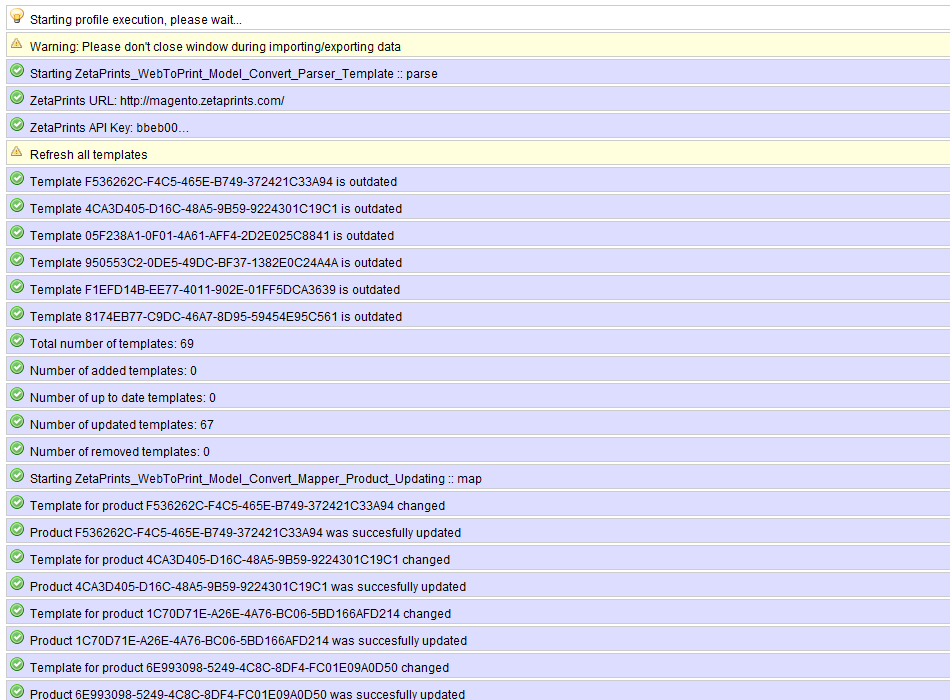 Starting profile execution, please wait...
Warning: Please don't close window during importing/exporting data
Starting ZetaPrints_WebToPrint_Model_Convert_Parser_Template :: parse
ZetaPrints URL: http://magento.zetaprints.com/
ZetaPrints API Key: bbeb00…
Refresh all templates
Template F536262C-F4C5-465E-B749-372421C33A94 is outdated
Template 4CA3D405-D16C-48A5-9B59-9224301C19C1 is outdated
Template 05F238A1-0F01-4A61-AFF4-2D2E025C8841 is outdated
Template 950553C2-0DE5-49DC-BF37-1382E0C24A4A is outdated
Template F1EFD14B-EE77-4011-902E-01FF5DCA3639 is outdated
Template 8174EB77-C9DC-46A7-8D95-59454E95C561 is outdated
Total number of templates: 69
Number of added templates: 0
Number of up to date templates: 0
Number of updated templates: 67
Number of removed templates: 0
Starting ZetaPrints_WebToPrint_Model_Convert_Mapper_Product_Updating :: map
Template for product F536262C-F4C5-465E-B749-372421C33A94 changed
Product F536262C-F4C5-465E-B749-372421C33A94 was succesfully updated
Template for product 4CA3D405-D16C-48A5-9B59-9224301C19C1 changed
Product 4CA3D405-D16C-48A5-9B59-9224301C19C1 was succesfully updated
Template for product 1C70D71E-A26E-4A76-BC06-5BD166AFD214 changed
Product 1C70D71E-A26E-4A76-BC06-5BD166AFD214 was succesfully updated
Template for product 6E993098-5249-4C8C-8DF4-FC01E09A0D50 changed
Product 6E993098-5249-4C8C-8DF4-FC01E09A0D50 was succesfully updated